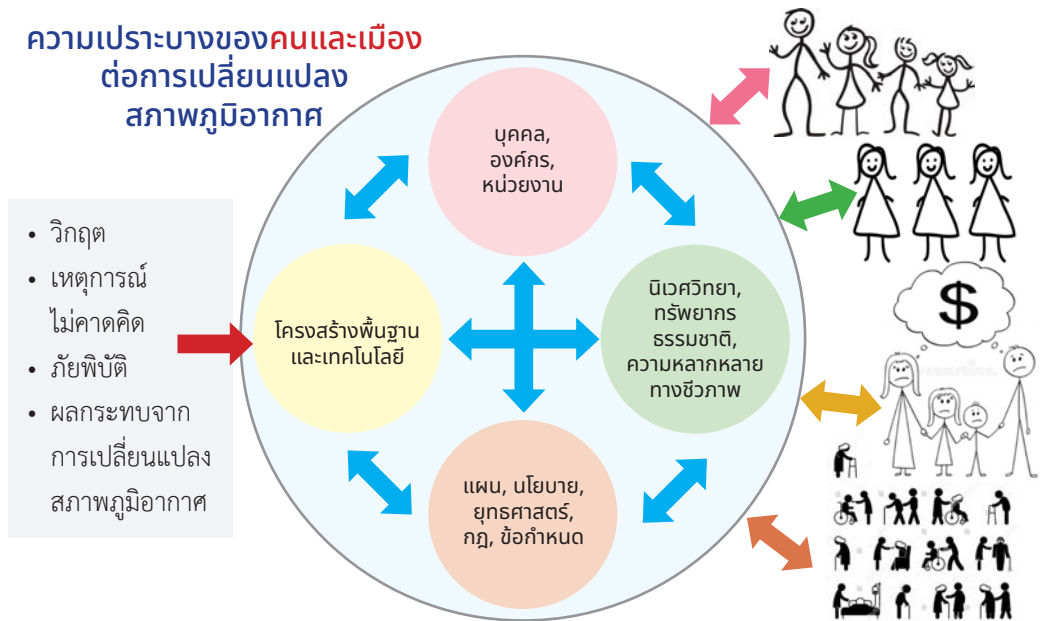 ความเปราะบางของคนและเมือง
ต่อการเปลี่ยนแปลง
สภาพภูมิอากาศ
• วิกฤต
• เหตุการณ์
ไม่คาดคิด
• ภัยพิบัติ
• ผลกระทบจาก
การเปลี่ยนแปลง
สภาพภูมิอากาศ
บุคคล,
องค์กร,
หน่วยงาน
โครงสร้างพื้นฐาน
และเทคโนโลยี
นิเวศวิทยา,
ทรัพยากร
ธรรมชาติ,
ความหลากหลาย
ทางชีวภาพ
แผน, นโยบาย,
ยุทธศาสตร์,
กฎ, ข้อกำหนด
$